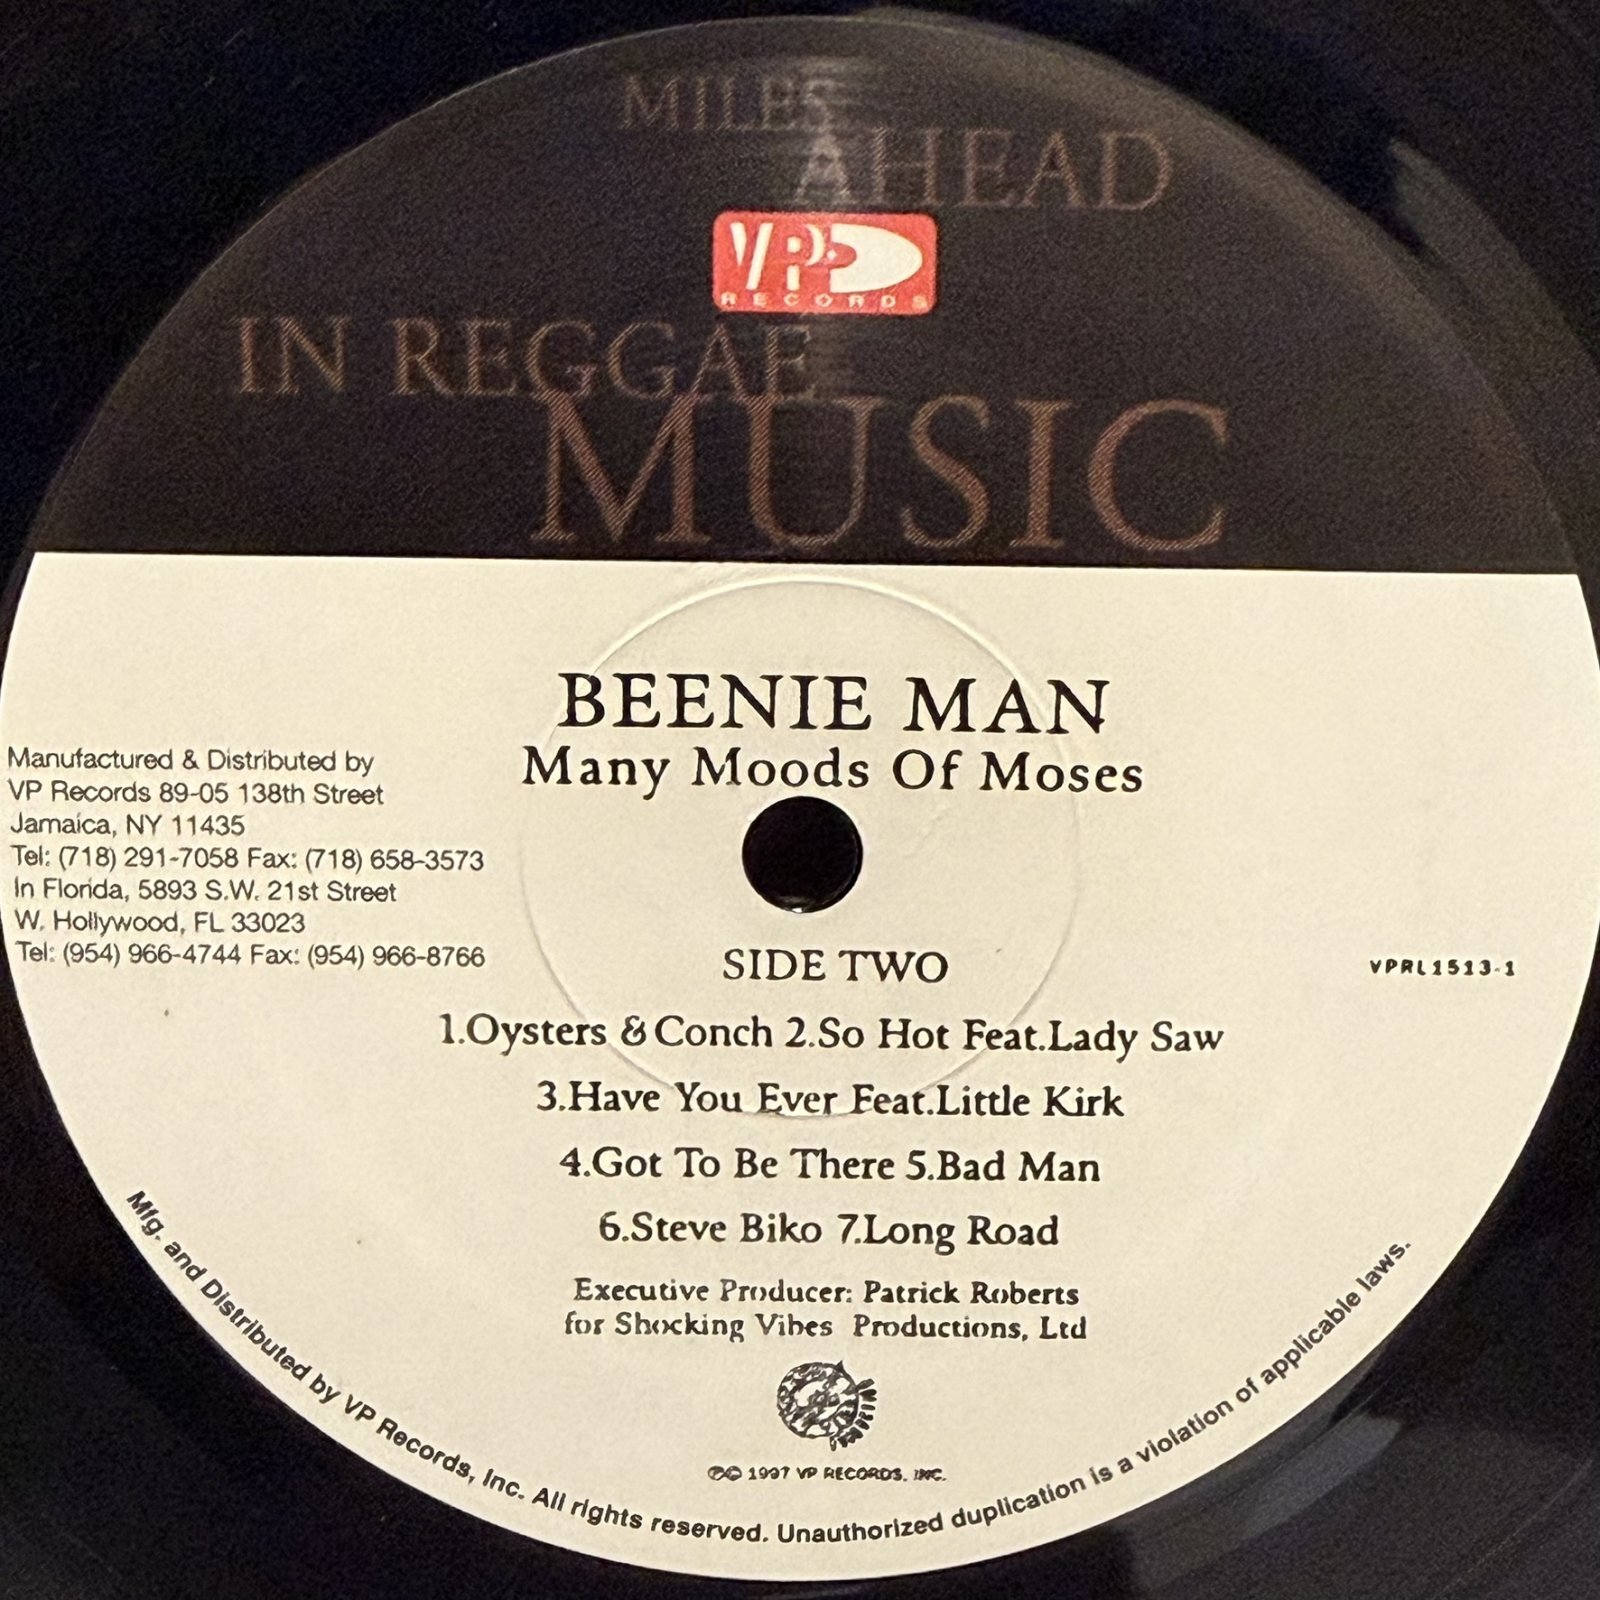 MILES
AHEAD
VP
RECORDS
IN REGGAE
MUSIC
BEENIE MAN
Many Moods Of Moses
Manufactured & Distributed by
VP Records 89-05 138th Street
Jamaica, NY 11435
Tel: (718) 291-7058 Fax: (718) 658-3573
In Florida, 5893 S.W. 21st Street
W. Hollywood, FL 33023
Tel: (954) 966-4744 Fax: (954) 966-8766
SIDE TWO
VPRL1513-1
1.Oysters & Conch 2.So Hot Feat.Lady Saw
3.Have You Ever Feat.Little Kirk
4.Got To Be There 5.Bad Man
6.Steve Biko 7.Long Road
Executive Producer: Patrick Roberts
for Shocking Vibes Productions, Ltd
℗© 1997 VP RECORDS, INC.
Mfg. and Distributed by VP Records, Inc. All rights reserved. Unauthorized duplication is a violation of applicable laws.